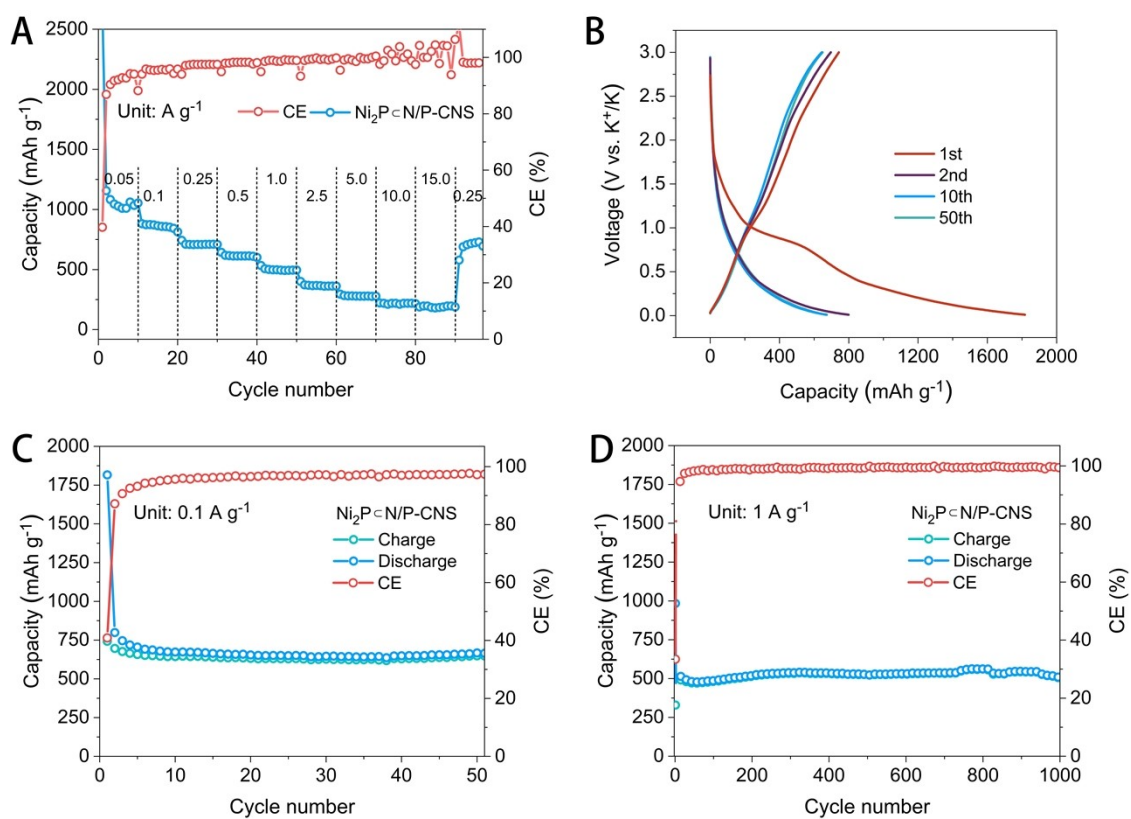 A
2500
2000
1500
1000
500
0
Capacity (mAh g⁻¹)
Unit: A g⁻¹
CE
Ni₂P⊂N/P-CNS
0.05
0.1
0.25
0.5
1.0
2.5
5.0
10.0
15.0
0.25
100
80
60
40
20
0
CE (%)
0 20 40 60 80
Cycle number
B
3.0
2.5
2.0
1.5
1.0
0.5
0.0
Voltage (V vs. K⁺/K)
1st
2nd
10th
50th
0 400 800 1200 1600 2000
Capacity (mAh g⁻¹)
C
2000
1750
1500
1250
1000
750
500
250
0
Capacity (mAh g⁻¹)
Unit: 0.1 A g⁻¹
Ni₂P⊂N/P-CNS
Charge
Discharge
CE
100
80
60
40
20
0
CE (%)
0 10 20 30 40 50
Cycle number
D
2000
1750
1500
1250
1000
750
500
250
0
Capacity (mAh g⁻¹)
Unit: 1 A g⁻¹
Ni₂P⊂N/P-CNS
Charge
Discharge
CE
100
80
60
40
20
0
CE (%)
0 200 400 600 800 1000
Cycle number